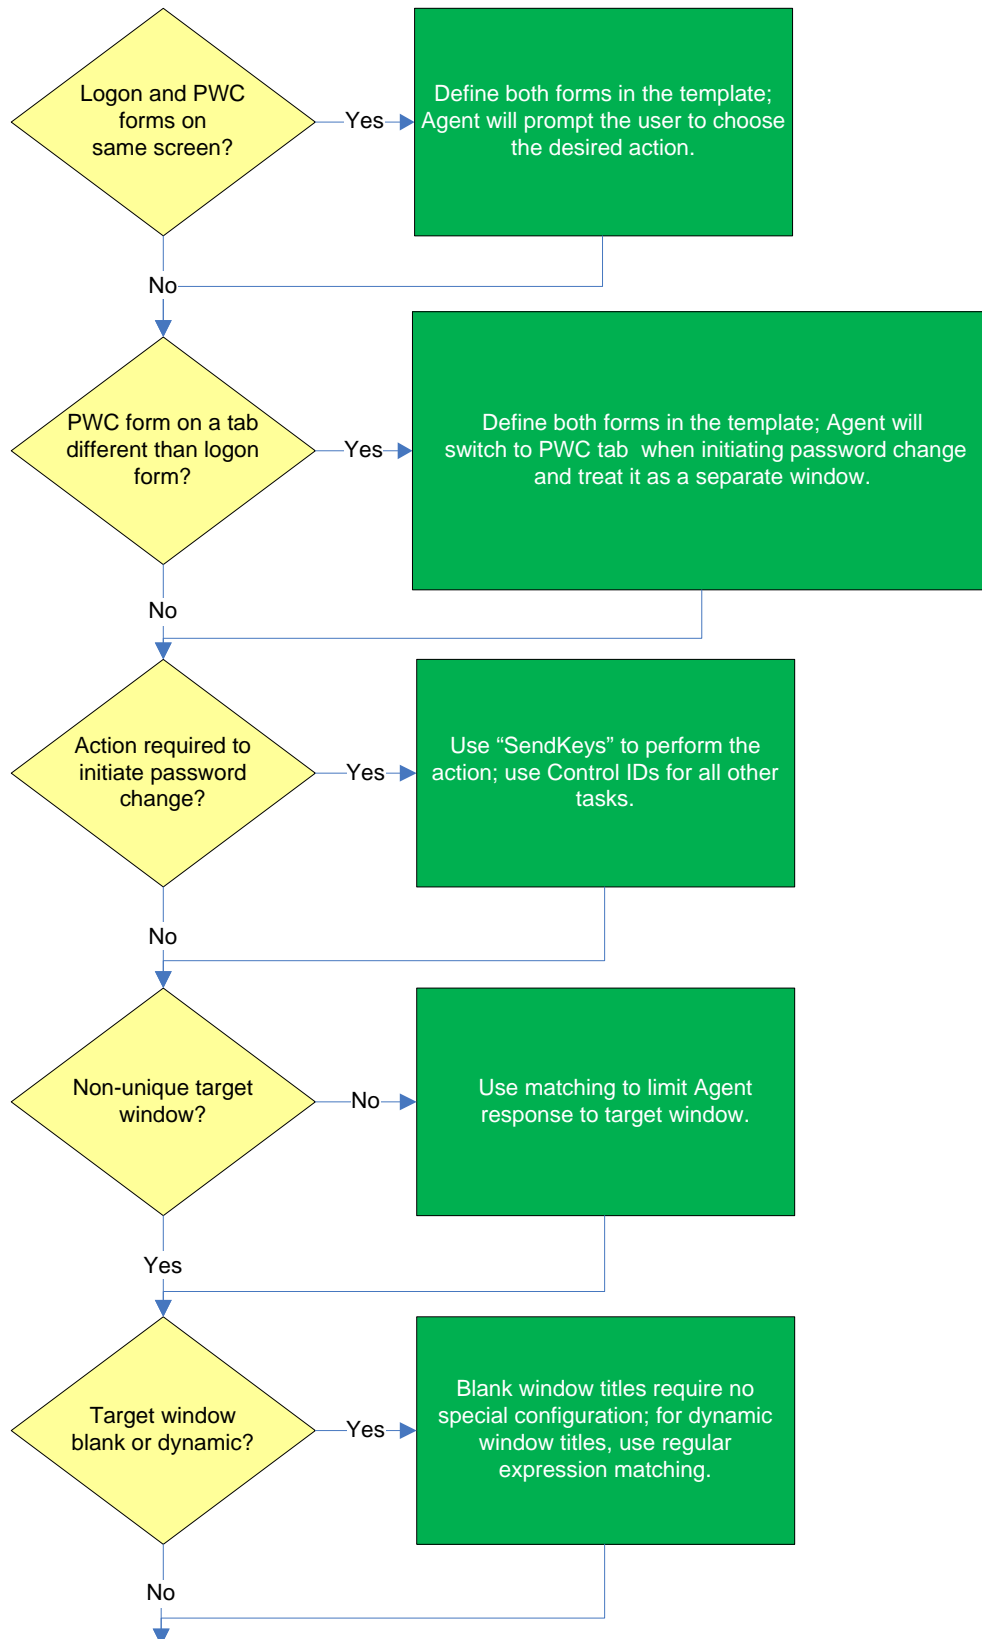 Logon and PWC
forms on
same screen?
Yes
Define both forms in the template;
Agent will prompt the user to choose
the desired action.
No
PWC form on a tab
different than logon
form?
Yes
Define both forms in the template; Agent will
switch to PWC tab  when initiating password change
and treat it as a separate window.
No
Action required to
initiate password
change?
Yes
Use “SendKeys” to perform the
action; use Control IDs for all other
tasks.
No
Non-unique target
window?
No
Use matching to limit Agent
response to target window.
Yes
Target window
blank or dynamic?
Yes
Blank window titles require no
special configuration; for dynamic
window titles, use regular
expression matching.
No